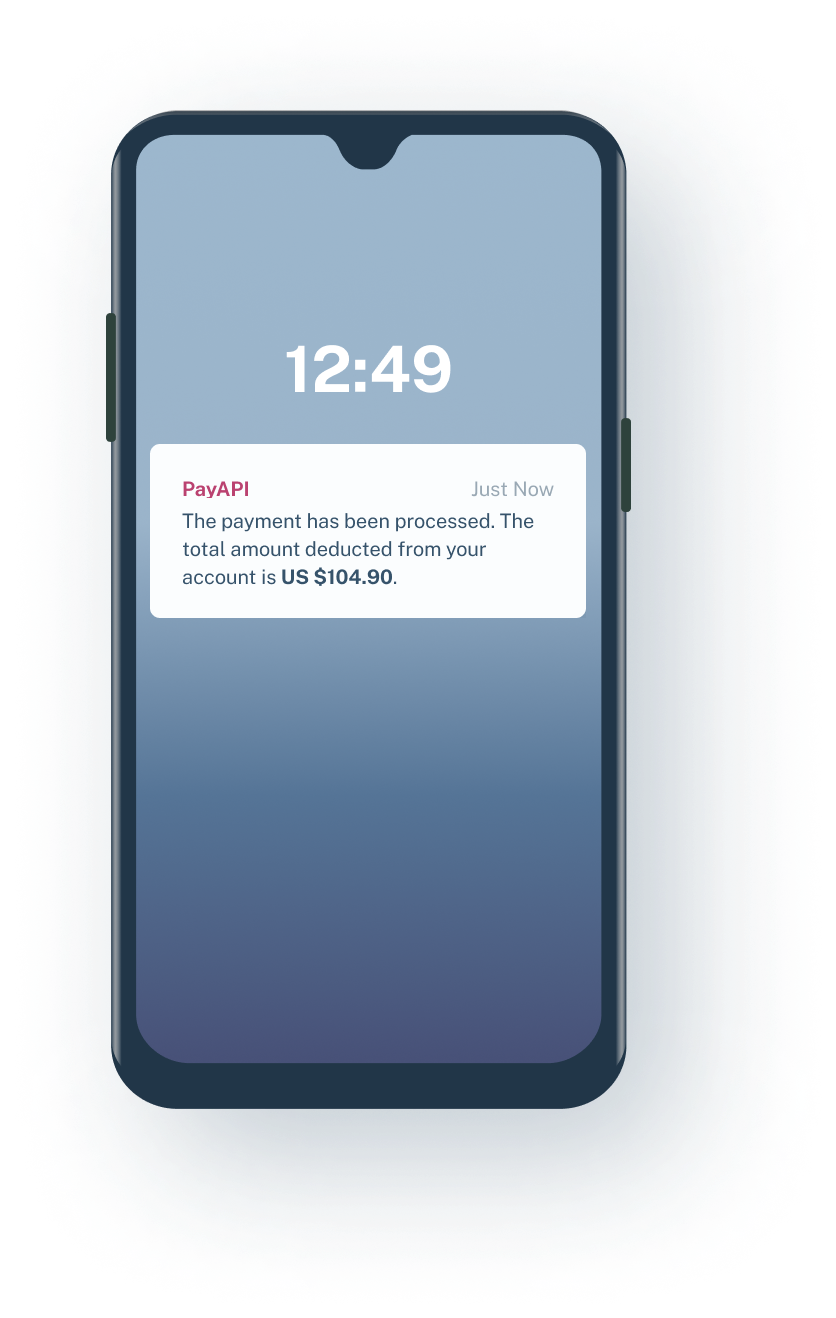 12:49
PayAPI Just Now
The payment has been processed. The
total amount deducted from your
account is US $104.90.